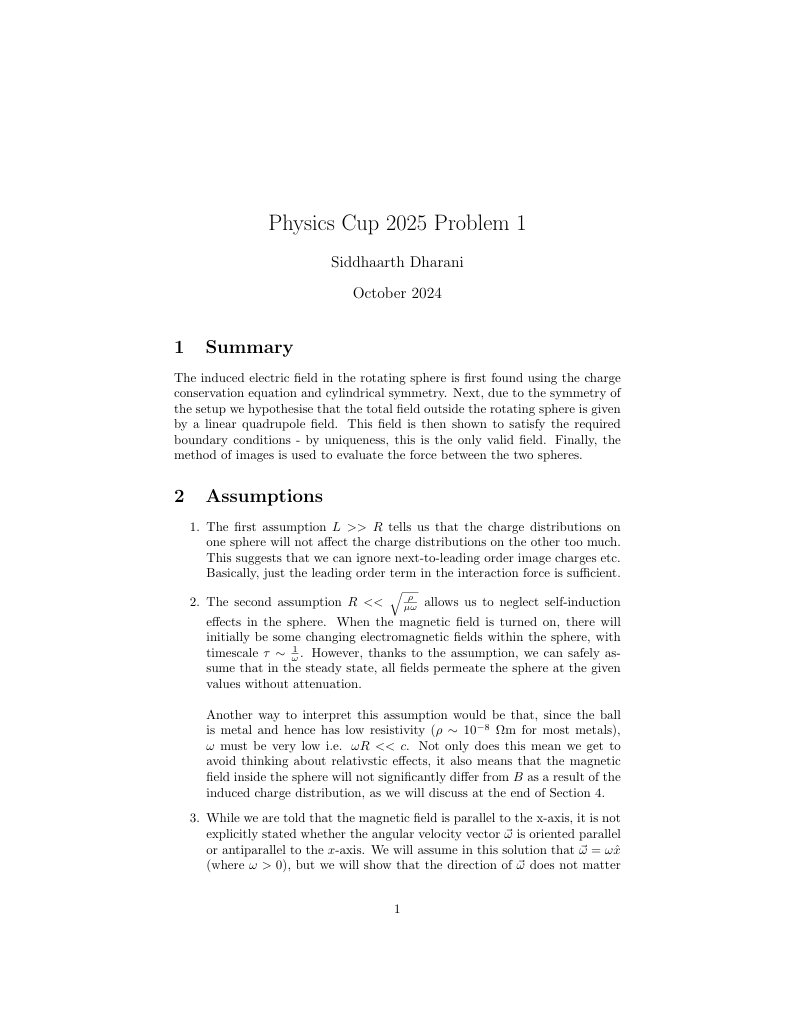 Physics Cup 2025 Problem 1
Siddhaarth Dharani
October 2024
1 Summary
The induced electric field in the rotating sphere is first found using the charge
conservation equation and cylindrical symmetry. Next, due to the symmetry of
the setup we hypothesise that the total field outside the rotating sphere is given
by a linear quadrupole field. This field is then shown to satisfy the required
boundary conditions - by uniqueness, this is the only valid field. Finally, the
method of images is used to evaluate the force between the two spheres.
2 Assumptions
1. The first assumption L >> R tells us that the charge distributions on
one sphere will not affect the charge distributions on the other too much.
This suggests that we can ignore next-to-leading order image charges etc.
Basically, just the leading order term in the interaction force is sufficient.
2. The second assumption R << √(ρ/μω) allows us to neglect self-induction
effects in the sphere. When the magnetic field is turned on, there will
initially be some changing electromagnetic fields within the sphere, with
timescale τ ∼ 1/ω. However, thanks to the assumption, we can safely as-
sume that in the steady state, all fields permeate the sphere at the given
values without attenuation.
Another way to interpret this assumption would be that, since the ball
is metal and hence has low resistivity (ρ ∼ 10⁻⁸ Ωm for most metals),
ω must be very low i.e. ωR << c. Not only does this mean we get to
avoid thinking about relativstic effects, it also means that the magnetic
field inside the sphere will not significantly differ from B as a result of the
induced charge distribution, as we will discuss at the end of Section 4.
3. While we are told that the magnetic field is parallel to the x-axis, it is not
explicitly stated whether the angular velocity vector ω⃗ is oriented parallel
or antiparallel to the x-axis. We will assume in this solution that ω⃗ = ωx̂
(where ω > 0), but we will show that the direction of ω⃗ does not matter
1